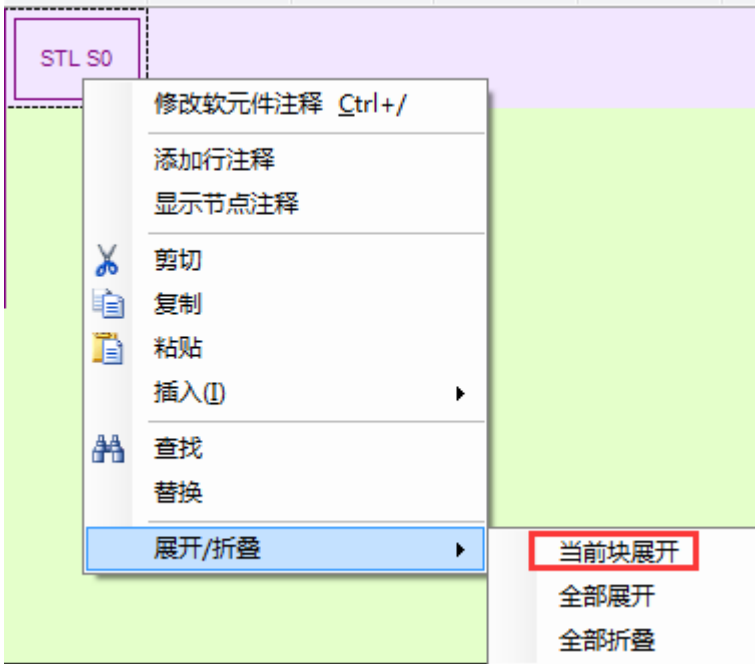 STL S0
修改软元件注释 Ctrl+/
添加行注释
显示节点注释
剪切
复制
粘贴
插入(I)
查找
替换
展开/折叠
当前块展开
全部展开
全部折叠